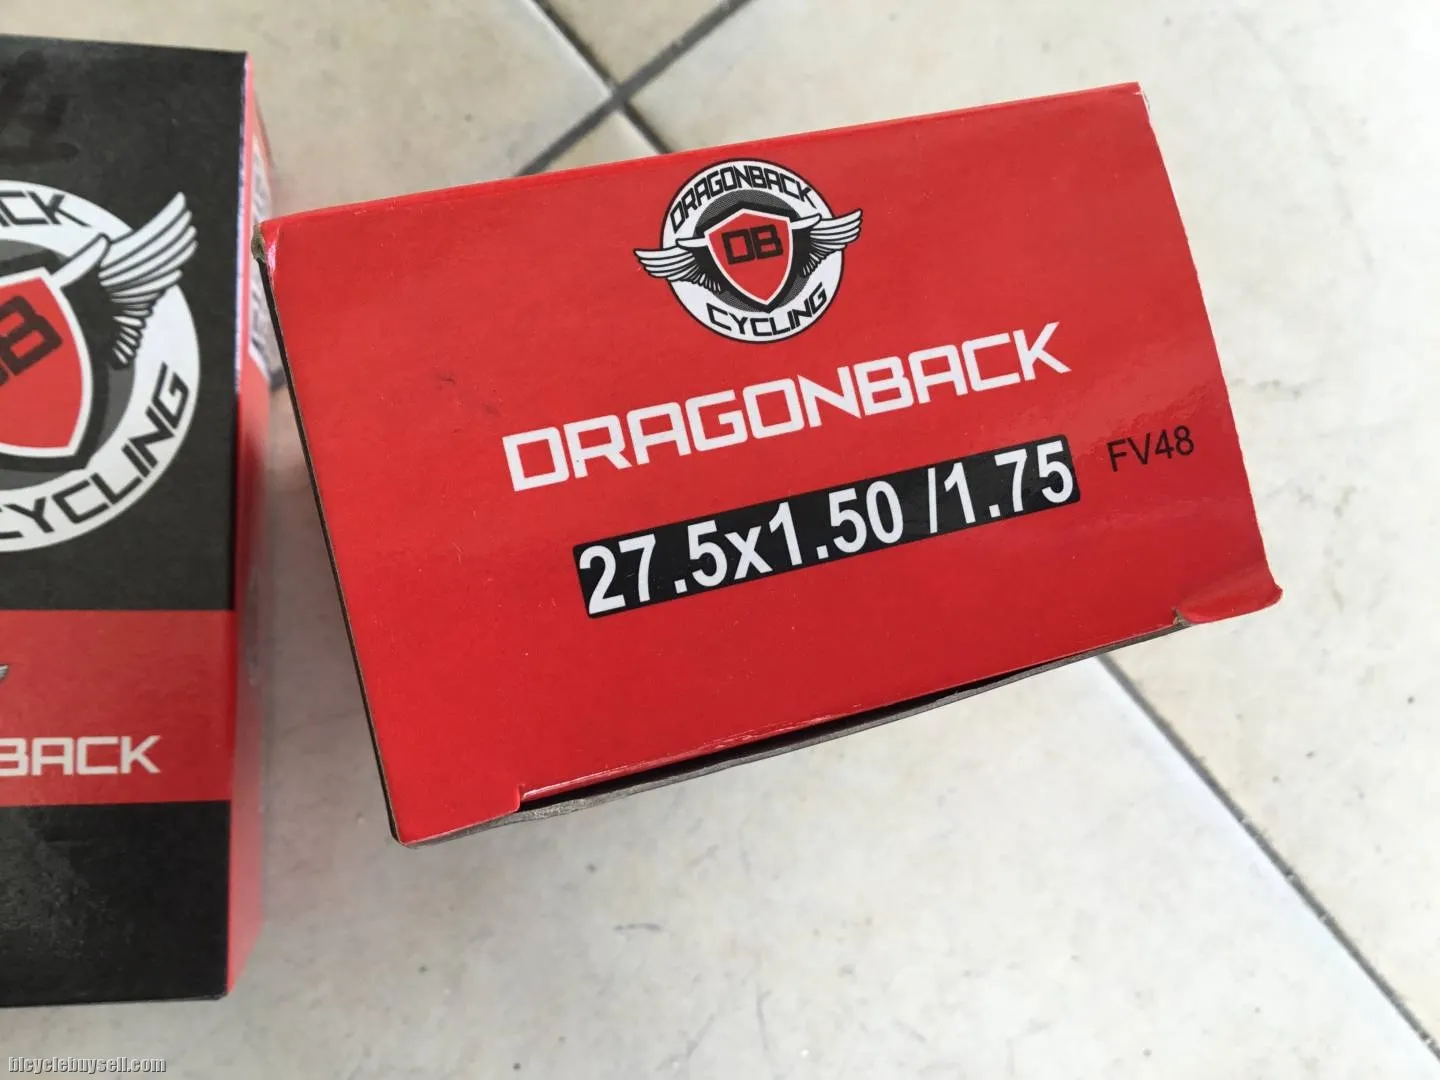 DRAGONBACK
DB
CYCLING
DRAGONBACK
27.5x1.50 /1.75
FV48
CYCLING
BACK
bicyclebuysell.com